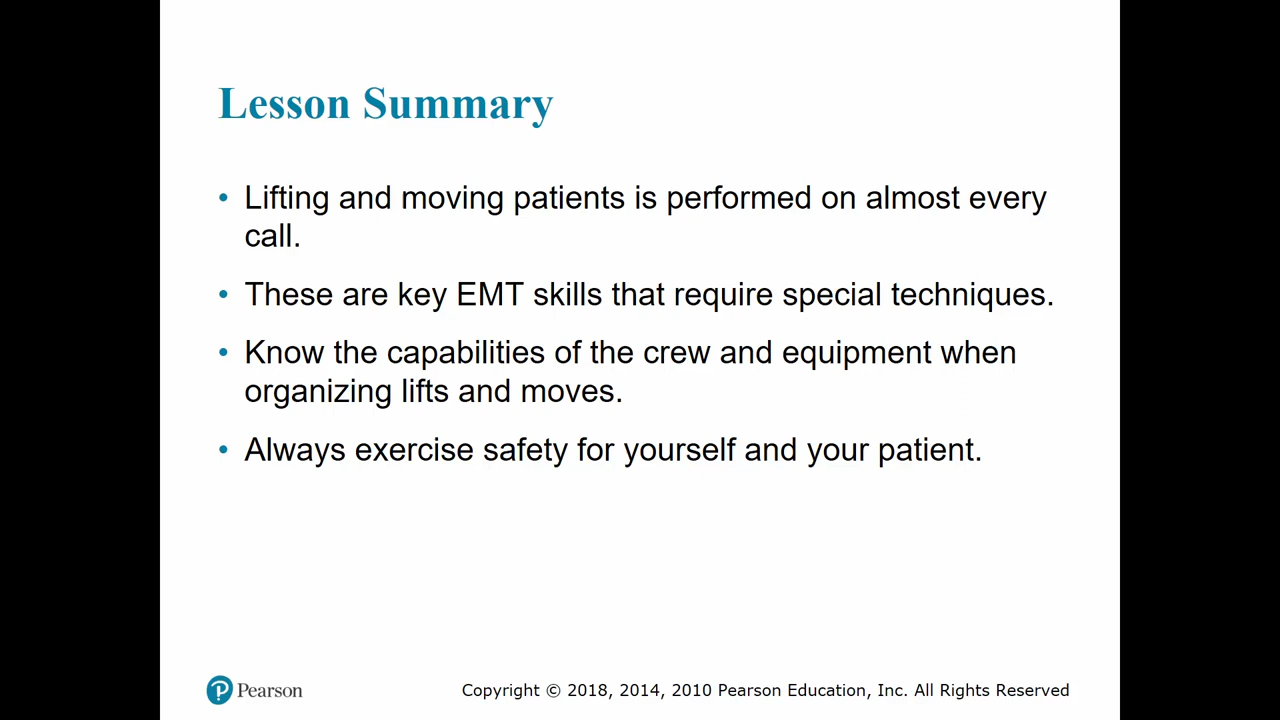 Lesson Summary
• Lifting and moving patients is performed on almost every
call.
• These are key EMT skills that require special techniques.
• Know the capabilities of the crew and equipment when
organizing lifts and moves.
• Always exercise safety for yourself and your patient.
P Pearson
Copyright © 2018, 2014, 2010 Pearson Education, Inc. All Rights Reserved